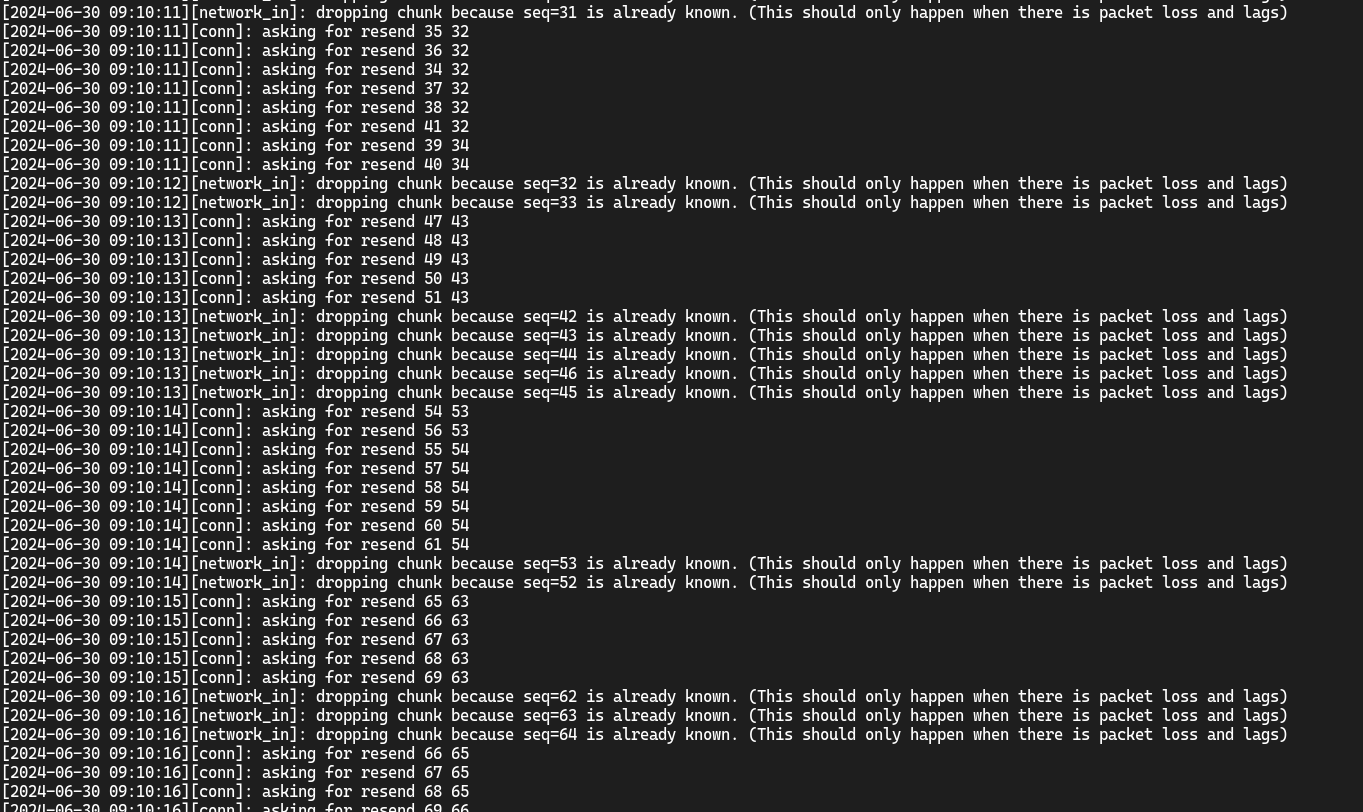 [2024-06-30 09:10:11][network_in]: dropping chunk because seq=31 is already known. (This should only happen when there is packet loss and lags)
[2024-06-30 09:10:11][conn]: asking for resend 35 32
[2024-06-30 09:10:11][conn]: asking for resend 36 32
[2024-06-30 09:10:11][conn]: asking for resend 34 32
[2024-06-30 09:10:11][conn]: asking for resend 37 32
[2024-06-30 09:10:11][conn]: asking for resend 38 32
[2024-06-30 09:10:11][conn]: asking for resend 41 32
[2024-06-30 09:10:11][conn]: asking for resend 39 34
[2024-06-30 09:10:11][conn]: asking for resend 40 34
[2024-06-30 09:10:12][network_in]: dropping chunk because seq=32 is already known. (This should only happen when there is packet loss and lags)
[2024-06-30 09:10:12][network_in]: dropping chunk because seq=33 is already known. (This should only happen when there is packet loss and lags)
[2024-06-30 09:10:13][conn]: asking for resend 47 43
[2024-06-30 09:10:13][conn]: asking for resend 48 43
[2024-06-30 09:10:13][conn]: asking for resend 49 43
[2024-06-30 09:10:13][conn]: asking for resend 50 43
[2024-06-30 09:10:13][conn]: asking for resend 51 43
[2024-06-30 09:10:13][network_in]: dropping chunk because seq=42 is already known. (This should only happen when there is packet loss and lags)
[2024-06-30 09:10:13][network_in]: dropping chunk because seq=43 is already known. (This should only happen when there is packet loss and lags)
[2024-06-30 09:10:13][network_in]: dropping chunk because seq=44 is already known. (This should only happen when there is packet loss and lags)
[2024-06-30 09:10:13][network_in]: dropping chunk because seq=46 is already known. (This should only happen when there is packet loss and lags)
[2024-06-30 09:10:13][network_in]: dropping chunk because seq=45 is already known. (This should only happen when there is packet loss and lags)
[2024-06-30 09:10:14][conn]: asking for resend 54 53
[2024-06-30 09:10:14][conn]: asking for resend 56 53
[2024-06-30 09:10:14][conn]: asking for resend 55 54
[2024-06-30 09:10:14][conn]: asking for resend 57 54
[2024-06-30 09:10:14][conn]: asking for resend 58 54
[2024-06-30 09:10:14][conn]: asking for resend 59 54
[2024-06-30 09:10:14][conn]: asking for resend 60 54
[2024-06-30 09:10:14][conn]: asking for resend 61 54
[2024-06-30 09:10:14][network_in]: dropping chunk because seq=53 is already known. (This should only happen when there is packet loss and lags)
[2024-06-30 09:10:14][network_in]: dropping chunk because seq=52 is already known. (This should only happen when there is packet loss and lags)
[2024-06-30 09:10:15][conn]: asking for resend 65 63
[2024-06-30 09:10:15][conn]: asking for resend 66 63
[2024-06-30 09:10:15][conn]: asking for resend 67 63
[2024-06-30 09:10:15][conn]: asking for resend 68 63
[2024-06-30 09:10:15][conn]: asking for resend 69 63
[2024-06-30 09:10:16][network_in]: dropping chunk because seq=62 is already known. (This should only happen when there is packet loss and lags)
[2024-06-30 09:10:16][network_in]: dropping chunk because seq=63 is already known. (This should only happen when there is packet loss and lags)
[2024-06-30 09:10:16][network_in]: dropping chunk because seq=64 is already known. (This should only happen when there is packet loss and lags)
[2024-06-30 09:10:16][conn]: asking for resend 66 65
[2024-06-30 09:10:16][conn]: asking for resend 67 65
[2024-06-30 09:10:16][conn]: asking for resend 68 65
[2024-06-30 09:10:16][conn]: asking for resend 69 66